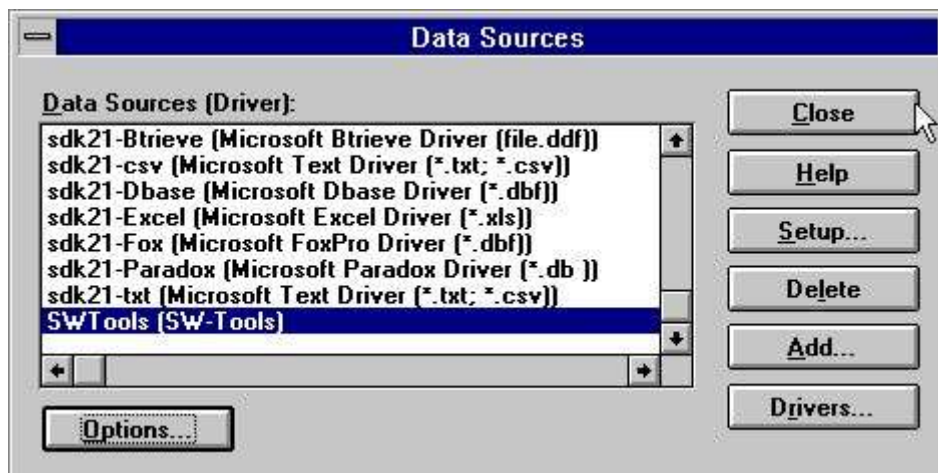 Data Sources
Data Sources (Driver):
sdk21-Btrieve (Microsoft Btrieve Driver (file.ddf))
sdk21-csv (Microsoft Text Driver (*.txt; *.csv))
sdk21-Dbase (Microsoft Dbase Driver (*.dbf))
sdk21-Excel (Microsoft Excel Driver (*.xls))
sdk21-Fox (Microsoft FoxPro Driver (*.dbf))
sdk21-Paradox (Microsoft Paradox Driver (*.db ))
sdk21-txt (Microsoft Text Driver (*.txt; *.csv))
SWTools (SW-Tools)
Close
Help
Setup...
Delete
Add...
Drivers...
Options...